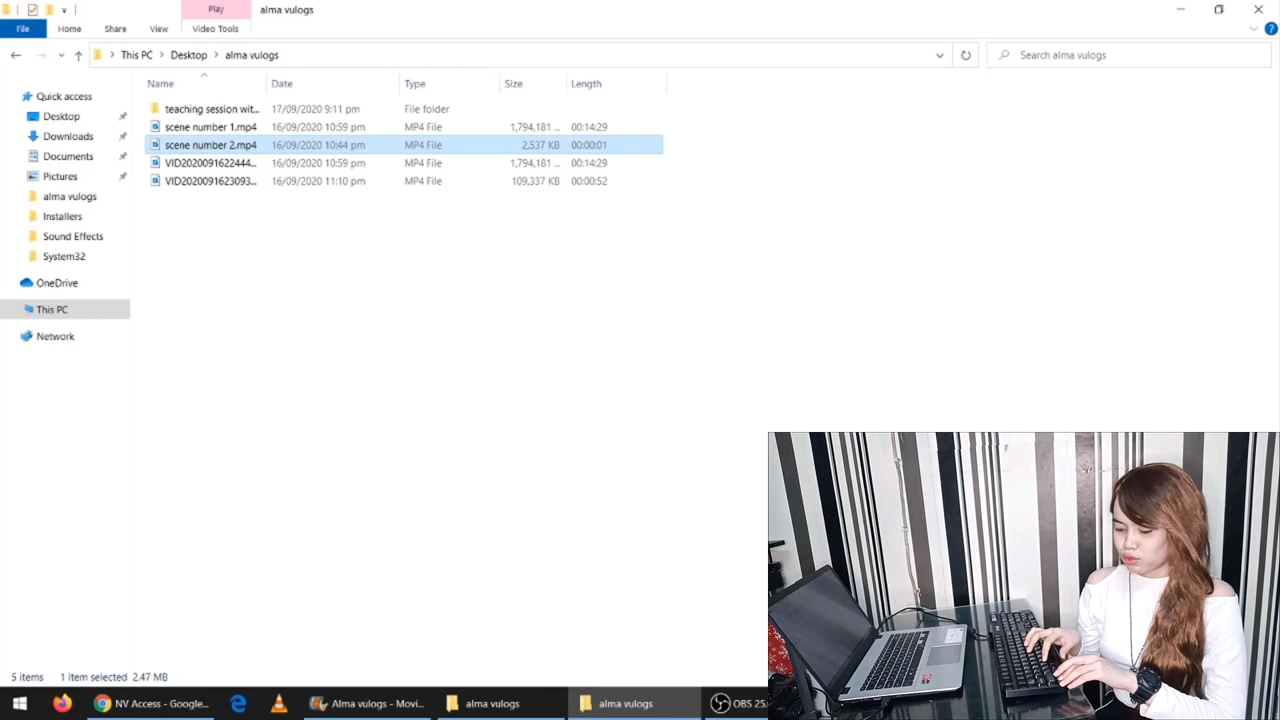 Play
alma vulogs
File
Home
Share
View
Video Tools
This PC
Desktop
alma vulogs
Search alma vulogs
Name
Date
Type
Size
Length
teaching session wit...
17/09/2020 9:11 pm
File folder
scene number 1.mp4
16/09/2020 10:59 pm
MP4 File
1,794,181 ...
00:14:29
scene number 2.mp4
16/09/2020 10:44 pm
MP4 File
2,537 KB
00:00:01
VID2020091622444...
16/09/2020 10:59 pm
MP4 File
1,794,181 ...
00:14:29
VID2020091623093...
16/09/2020 11:10 pm
MP4 File
109,337 KB
00:00:52
Quick access
Desktop
Downloads
Documents
Pictures
alma vulogs
Installers
Sound Effects
System32
OneDrive
This PC
Network
5 items
1 item selected 2.47 MB
NV Access - Google...
Alma vulogs - Movi...
alma vulogs
alma vulogs
OBS 25.